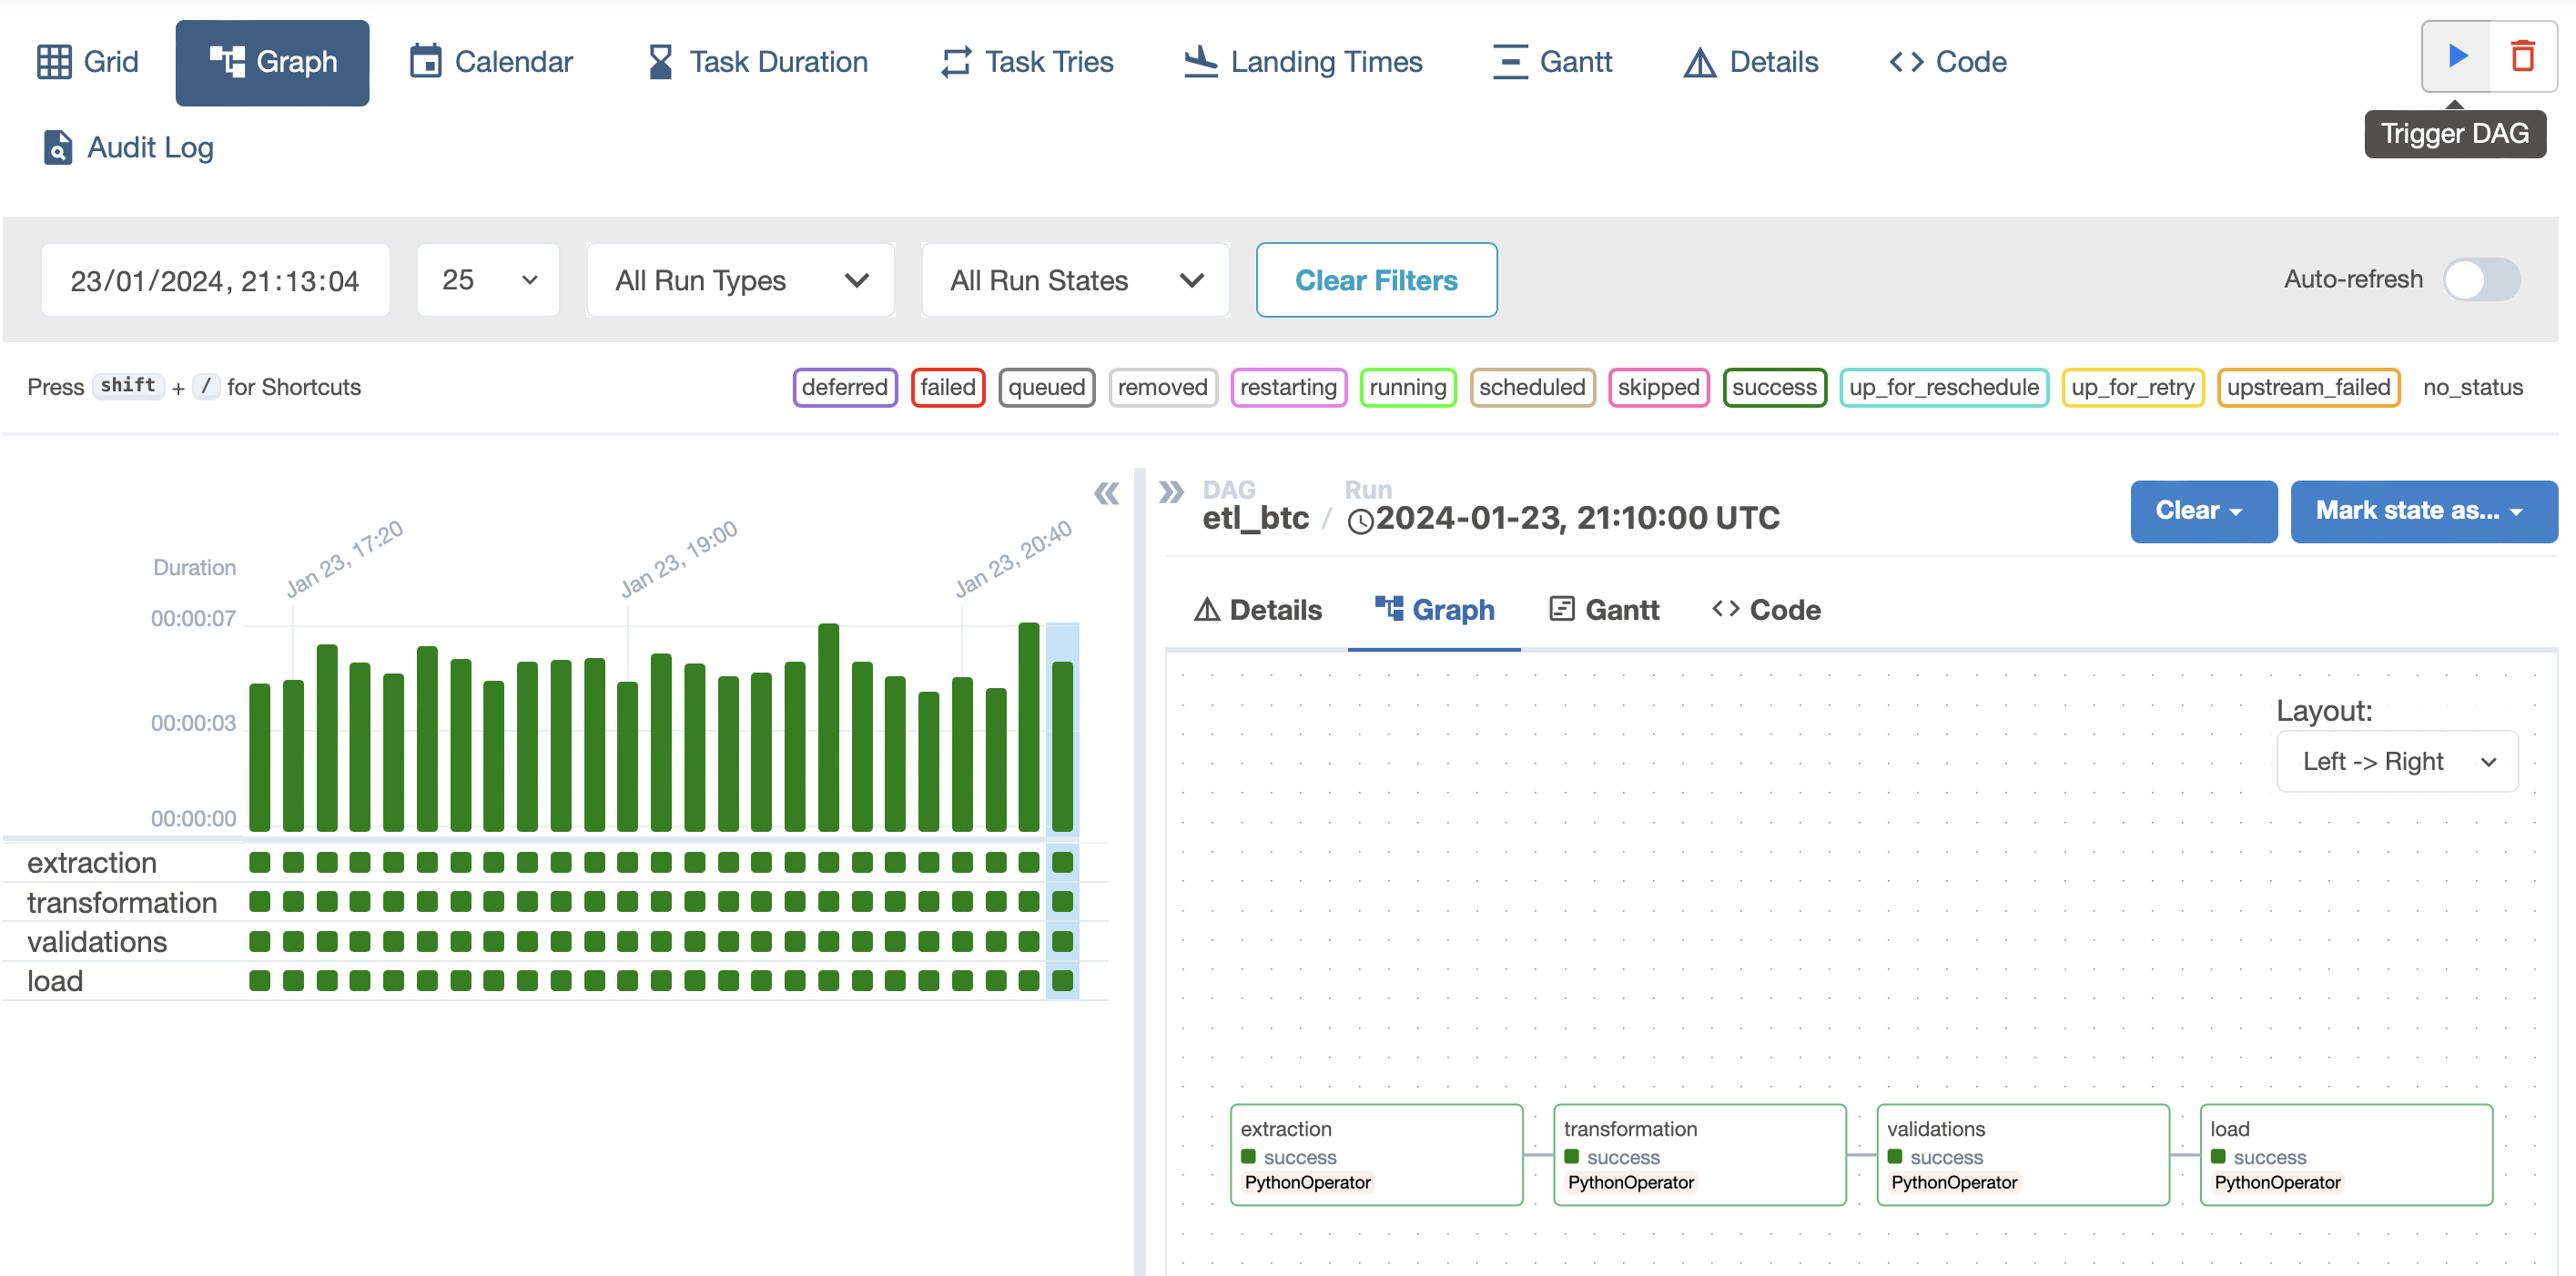 Grid Graph Calendar Task Duration Task Tries Landing Times Gantt Details Code
Trigger DAG
Audit Log
23/01/2024, 21:13:04 25 All Run Types All Run States Clear Filters Auto-refresh
Press shift + / for Shortcuts deferred failed queued removed restarting running scheduled skipped success up_for_reschedule up_for_retry upstream_failed no_status
Duration
Jan 23, 17:20
Jan 23, 19:00
Jan 23, 20:40
00:00:07
00:00:03
00:00:00
extraction
transformation
validations
load
DAG Run
etl_btc / 2024-01-23, 21:10:00 UTC
Clear Mark state as...
Details Graph Gantt Code
Layout:
Left -> Right
extraction
success
PythonOperator
transformation
success
PythonOperator
validations
success
PythonOperator
load
success
PythonOperator